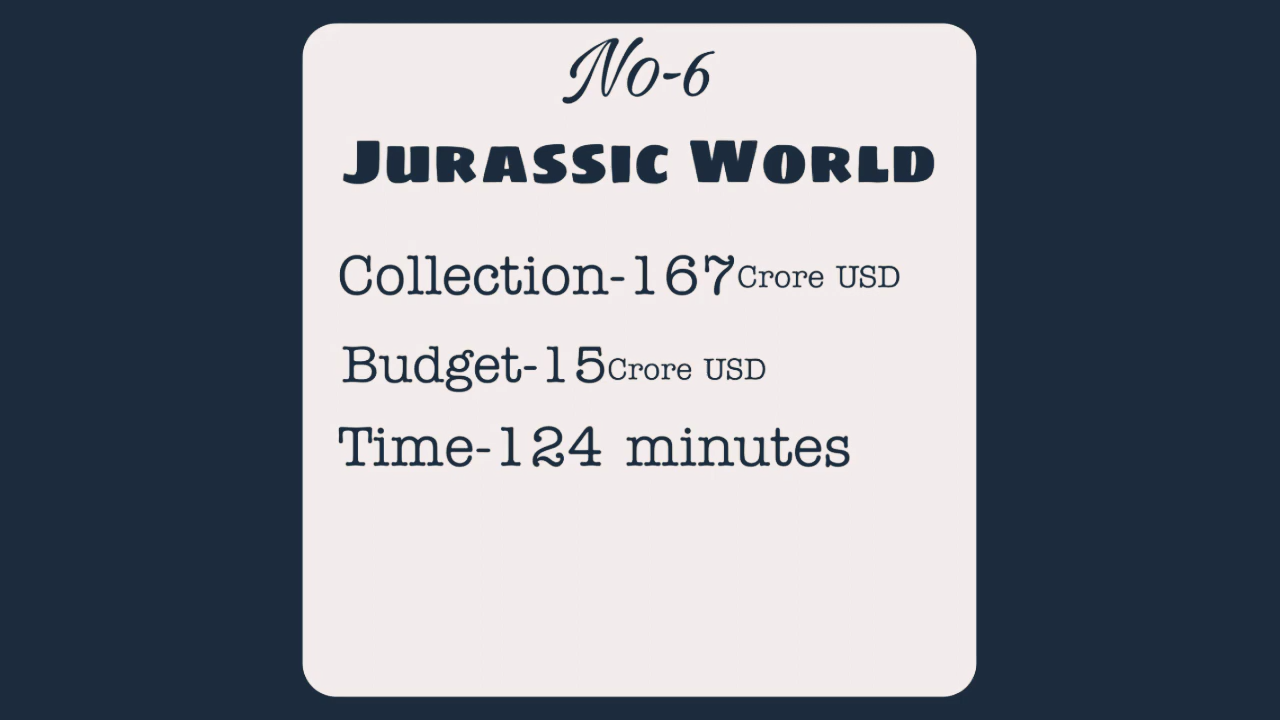 No-6
Jurassic World
Collection-167Crore USD
Budget-15Crore USD
Time-124 minutes